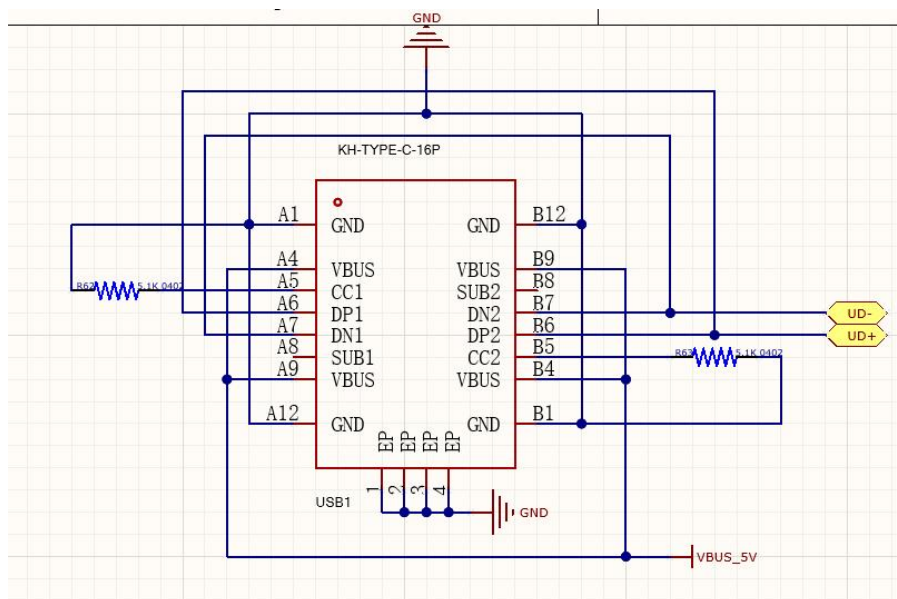 GND
KH-TYPE-C-16P
A1 GND GND B12
A4 VBUS VBUS B9
R62 5.1K 0402 A5 CC1 SUB2 B8
A6 DP1 DN2 B7 UD-
A7 DN1 DP2 B6 UD+
A8 SUB1 CC2 B5 R63 5.1K 0402
A9 VBUS VBUS B4
A12 GND GND B1
EP EP EP EP
1 2 3 4
USB1 GND
VBUS_5V